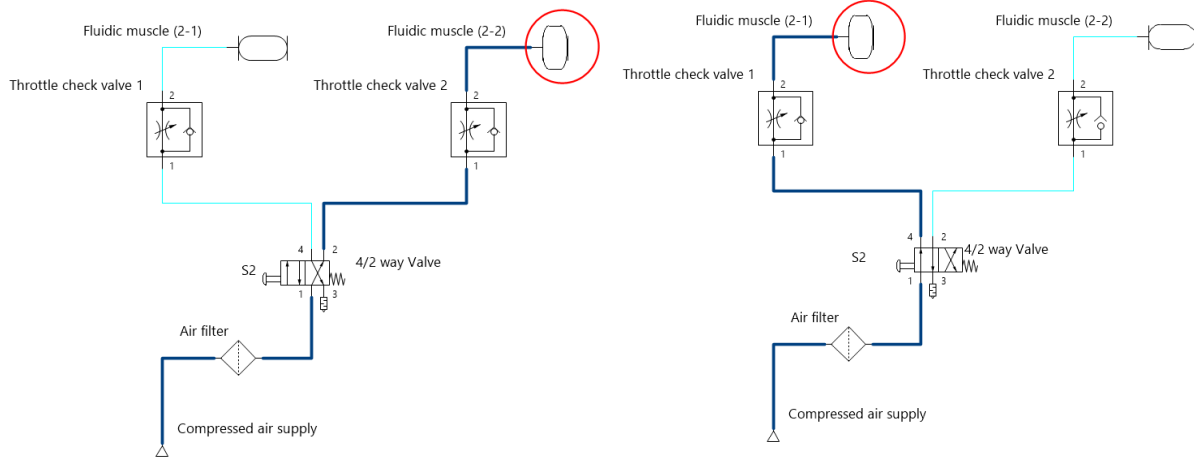 Fluidic muscle (2-1)
Fluidic muscle (2-2)
Throttle check valve 1
2
1
Throttle check valve 2
2
1
4
2
S2
4/2 way Valve
1
3
Air filter
Compressed air supply
Fluidic muscle (2-1)
Fluidic muscle (2-2)
Throttle check valve 1
2
1
Throttle check valve 2
2
1
4
2
S2
4/2 way Valve
1
3
Air filter
Compressed air supply